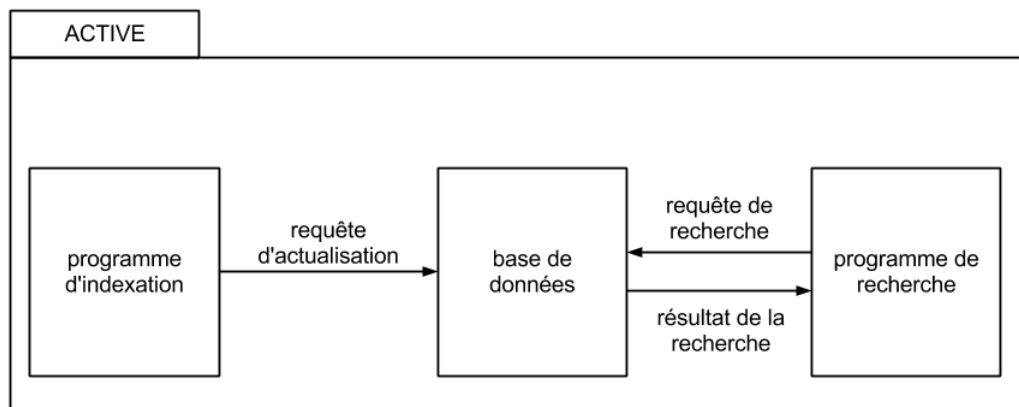 ACTIVE
programme
d'indexation
requête
d'actualisation
base de
données
requête de
recherche
résultat de la
recherche
programme de
recherche